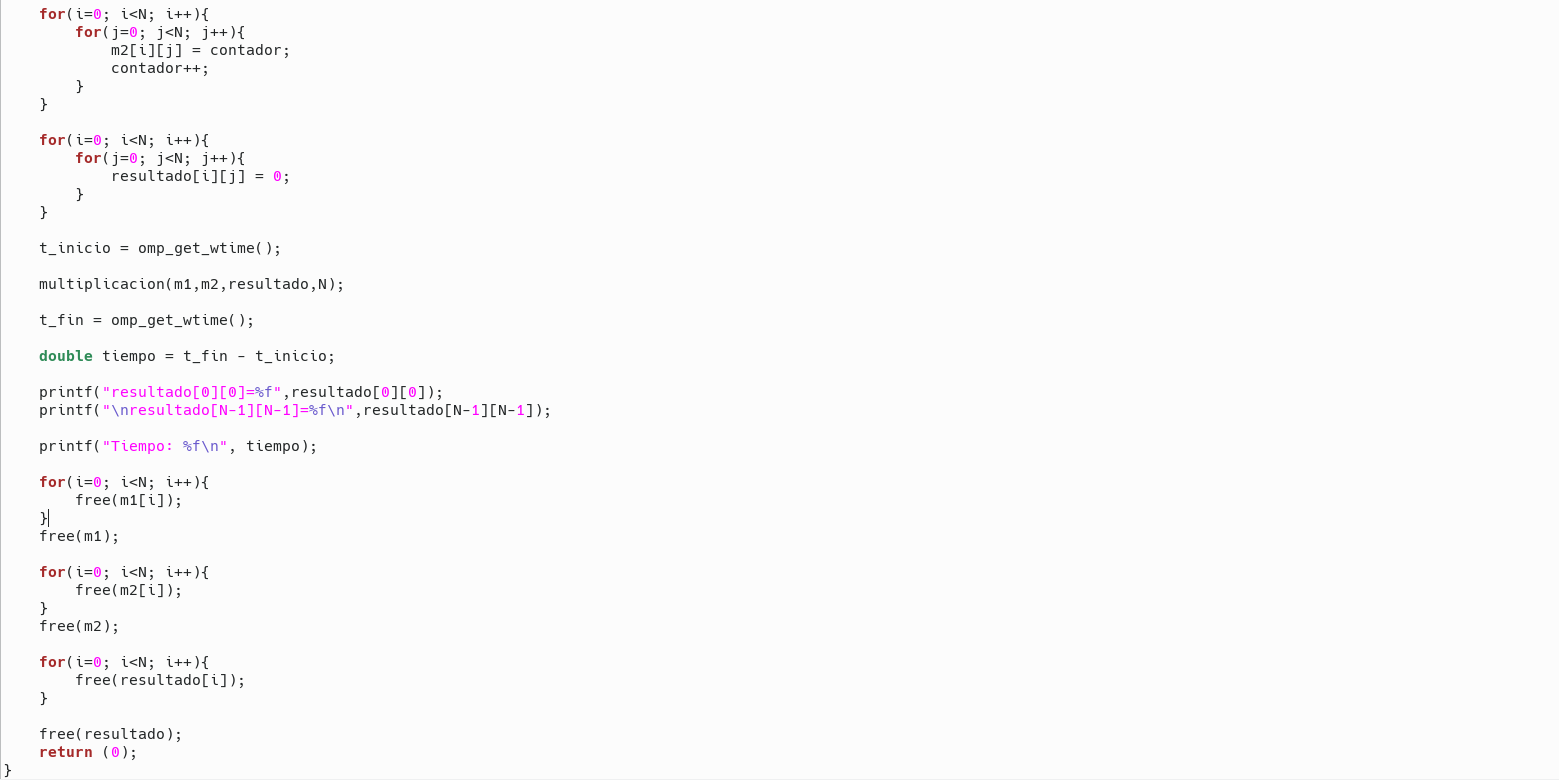 for(i=0; i<N; i++){
for(j=0; j<N; j++){
m2[i][j] = contador;
contador++;
}
}
for(i=0; i<N; i++){
for(j=0; j<N; j++){
resultado[i][j] = 0;
}
}
t_inicio = omp_get_wtime();
multiplicacion(m1,m2,resultado,N);
t_fin = omp_get_wtime();
double tiempo = t_fin - t_inicio;
printf("resultado[0][0]=%f",resultado[0][0]);
printf("\nresultado[N-1][N-1]=%f\n",resultado[N-1][N-1]);
printf("Tiempo: %f\n", tiempo);
for(i=0; i<N; i++){
free(m1[i]);
}
free(m1);
for(i=0; i<N; i++){
free(m2[i]);
}
free(m2);
for(i=0; i<N; i++){
free(resultado[i]);
}
free(resultado);
return (0);
}